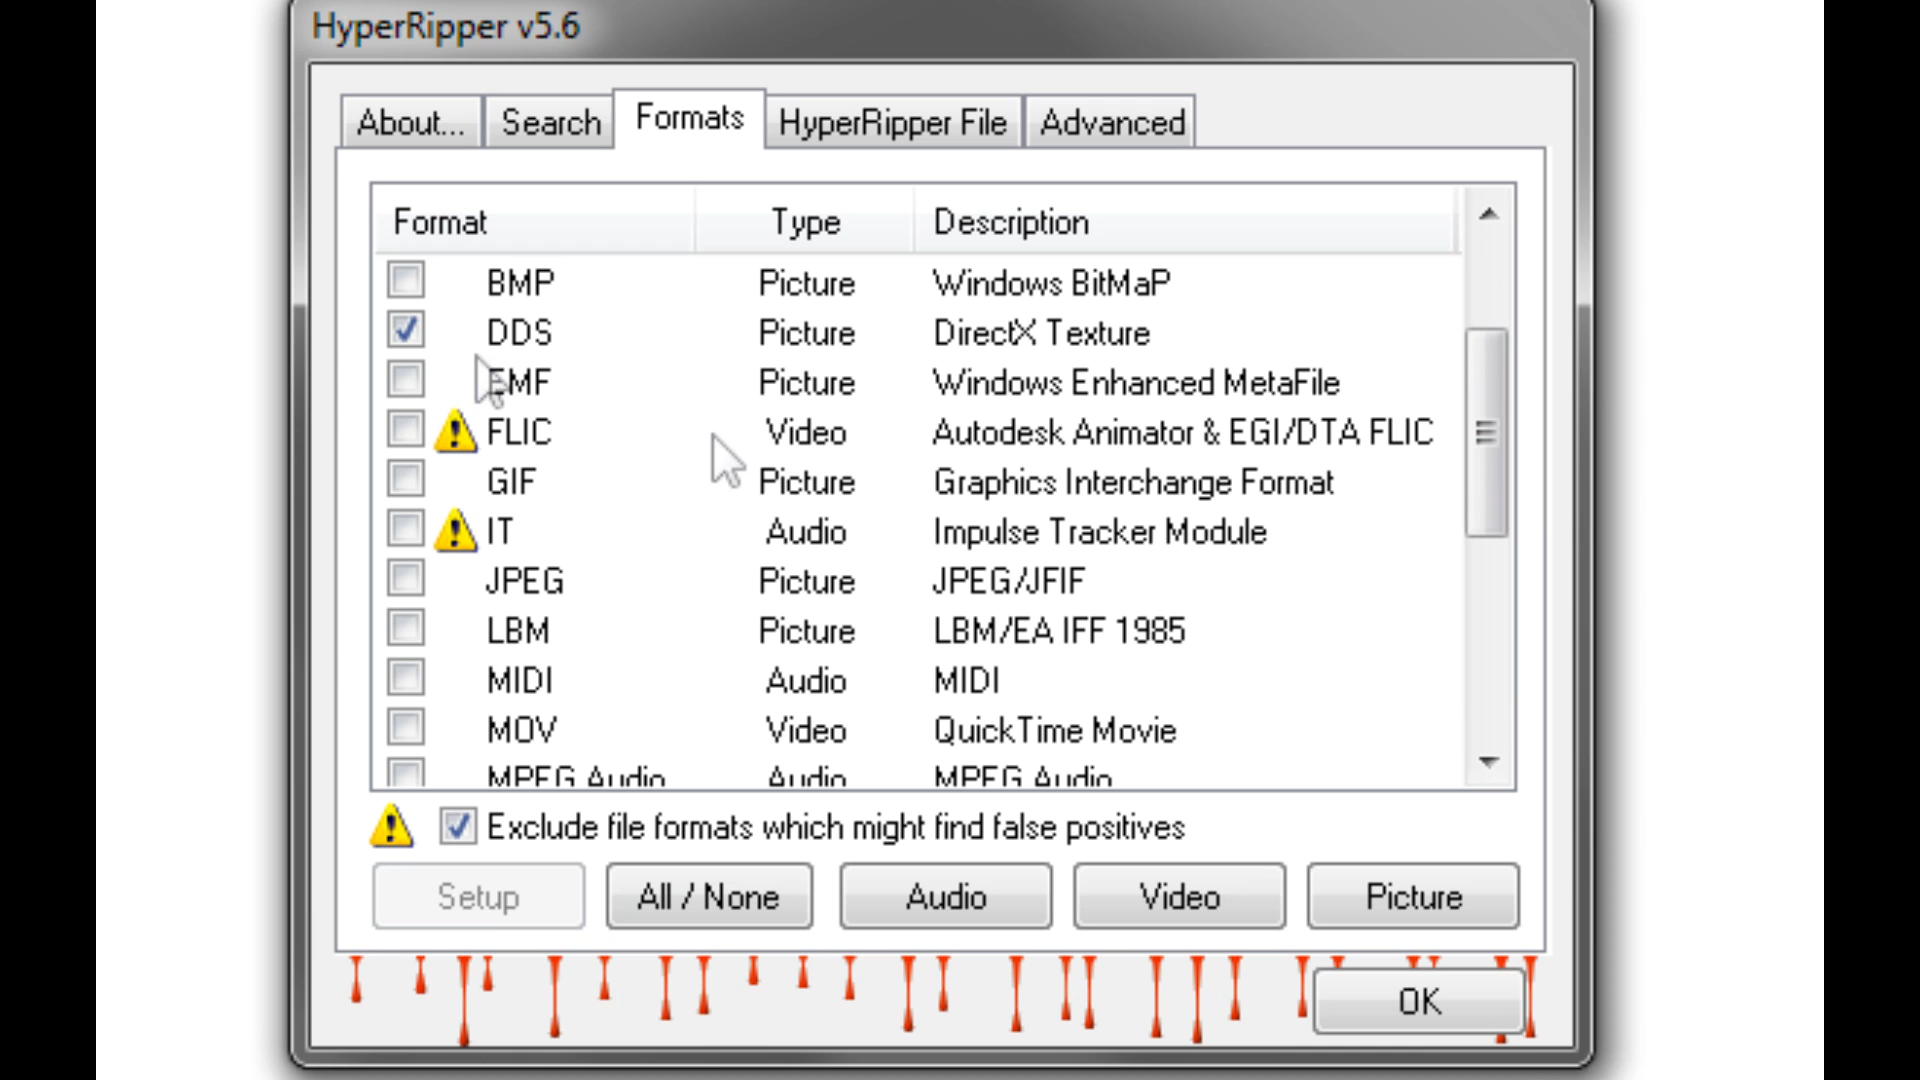 HyperRipper v5.6
About... Search Formats HyperRipper File Advanced
Format Type Description
BMP Picture Windows BitMaP
DDS Picture DirectX Texture
EMF Picture Windows Enhanced MetaFile
FLIC Video Autodesk Animator & EGI/DTA FLIC
GIF Picture Graphics Interchange Format
IT Audio Impulse Tracker Module
JPEG Picture JPEG/JFIF
LBM Picture LBM/EA IFF 1985
MIDI Audio MIDI
MOV Video QuickTime Movie
MPEG Audio Audio MPEG Audio
Exclude file formats which might find false positives
Setup All / None Audio Video Picture
OK